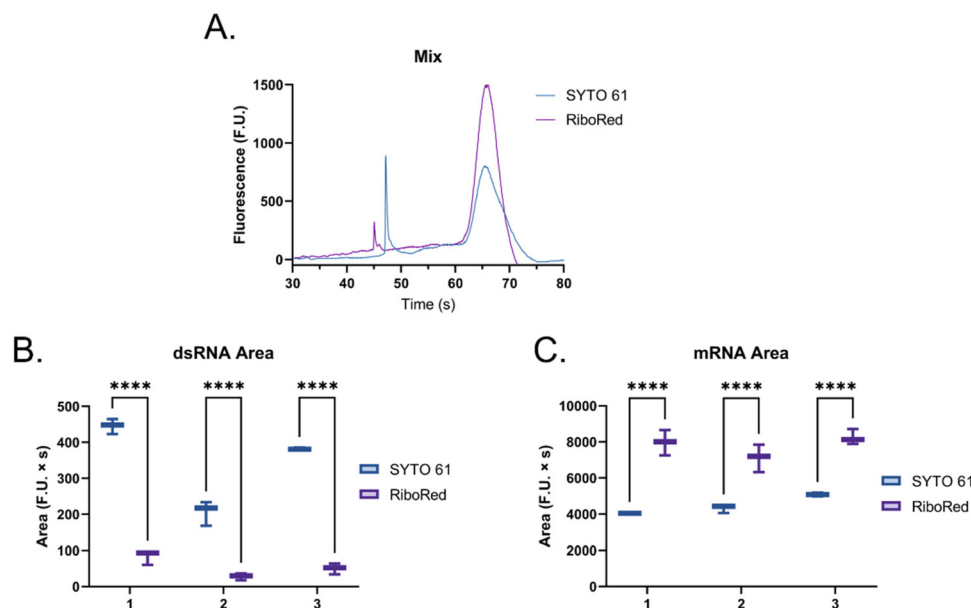 A.
Mix
1500
1000
500
0
Fluorescence (F.U.)
30 40 50 60 70 80
Time (s)
SYTO 61
RiboRed
B.
dsRNA Area
**** **** ****
500
400
300
200
100
0
Area (F.U. × s)
1 2 3
SYTO 61
RiboRed
C.
mRNA Area
**** **** ****
10000
8000
6000
4000
2000
0
Area (F.U. × s)
1 2 3
SYTO 61
RiboRed